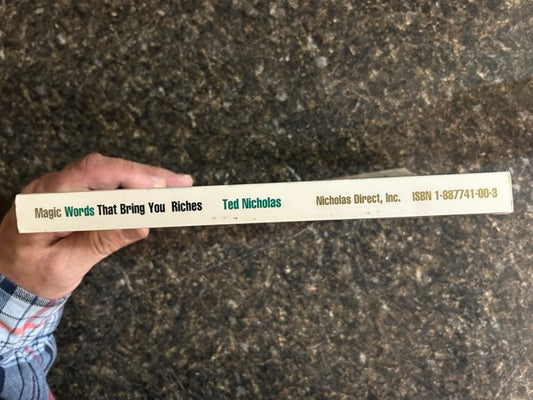 Magic Words That Bring You Riches Ted Nicholas Nicholas Direct, Inc. ISBN 1-887741-00-3